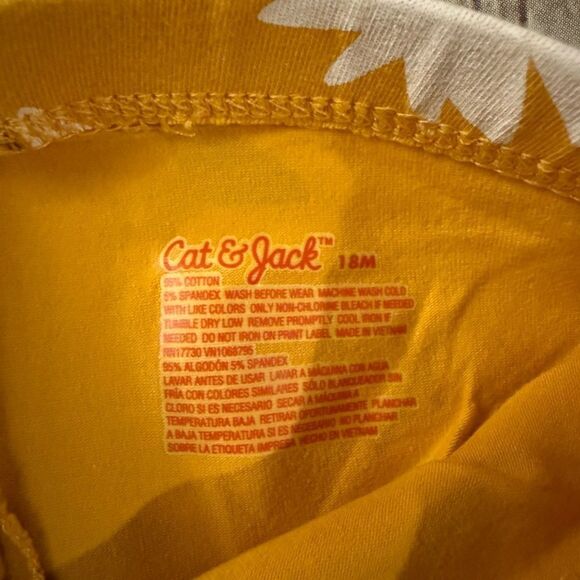 Cat & Jack™ 18M
95% COTTON
5% SPANDEX WASH BEFORE WEAR MACHINE WASH COLD
WITH LIKE COLORS ONLY NON-CHLORINE BLEACH IF NEEDED
TUMBLE DRY LOW REMOVE PROMPTLY COOL IRON IF
NEEDED DO NOT IRON ON PRINT LABEL MADE IN VIETNAM
RN17730 VN1068795
95% ALGODÓN 5% SPANDEX
LAVAR ANTES DE USAR LAVAR A MÁQUINA CON AGUA
FRÍA CON COLORES SIMILARES SÓLO BLANQUEADOR SIN
CLORO SI ES NECESARIO SECAR A MÁQUINA A
TEMPERATURA BAJA RETIRAR OPORTUNAMENTE PLANCHAR
A BAJA TEMPERATURA SI ES NECESARIO NO PLANCHAR
SOBRE LA ETIQUETA IMPRESA HECHO EN VIETNAM